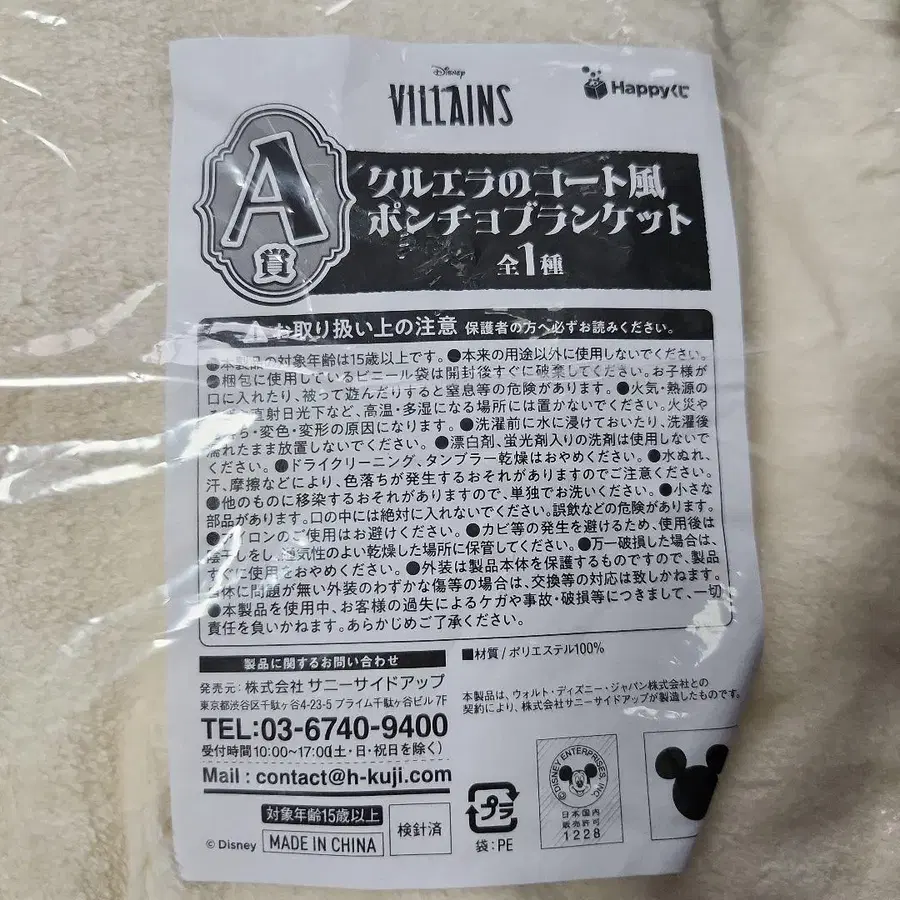 Disney
VILLAINS
Happyくじ
A
賞
クルエラのコート風
ポンチョブランケット
全1種
お取り扱い上の注意 保護者の方へ必ずお読みください。
●本製品の対象年齢は15歳以上です。●本来の用途以外に使用しないでください。
●梱包に使用しているビニール袋は開封後すぐに破棄してください。お子様が
口に入れたり、被って遊んだりすると窒息等の危険があります。●火気・熱源の
直射日光下など、高温・多湿になる場所には置かないでください。火災や
・変色・変形の原因になります。●洗濯前に水に浸けておいたり、洗濯後
濡れたまま放置しないでください。●漂白剤、蛍光剤入りの洗剤は使用しないで
ください。●ドライクリーニング、タンブラー乾燥はおやめください。●水ぬれ、
汗、摩擦などにより、色落ちが発生するおそれがありますのでご注意ください。
●他のものに移染するおそれがありますので、単独でお洗いください。●小さな
部品があります。口の中には絶対に入れないでください。誤飲などの危険があります。
●アイロンのご使用はお避けください。●カビ等の発生を避けるため、使用後は
陰干しをし、通気性のよい乾燥した場所に保管してください。●万一破損した場合は、
すぐに使用をおやめください。●外装は製品本体を保護するものですので、製品
自体に問題が無い外装のわずかな傷等の場合は、交換等の対応は致しかねます。
●本製品を使用中、お客様の過失によるケガや事故・破損等につきまして、一切
責任を負いかねます。あらかじめご了承ください。
製品に関するお問い合わせ
発売元:株式会社 サニーサイドアップ
東京都渋谷区千駄ヶ谷4-23-5 プライム千駄ヶ谷ビル 7F
TEL:03-6740-9400
受付時間10:00~17:00(土・日・祝日を除く)
Mail : contact@h-kuji.com
対象年齢15歳以上
© Disney
MADE IN CHINA
検針済
■材質/ポリエステル100%
本製品は、ウォルト・ディズニー・ジャパン株式会社との
契約により、株式会社サニーサイドアップが製造したものです。
プラ
袋:PE
© DISNEY ENTERPRISES, INC.
日本国内
販売許可
1228